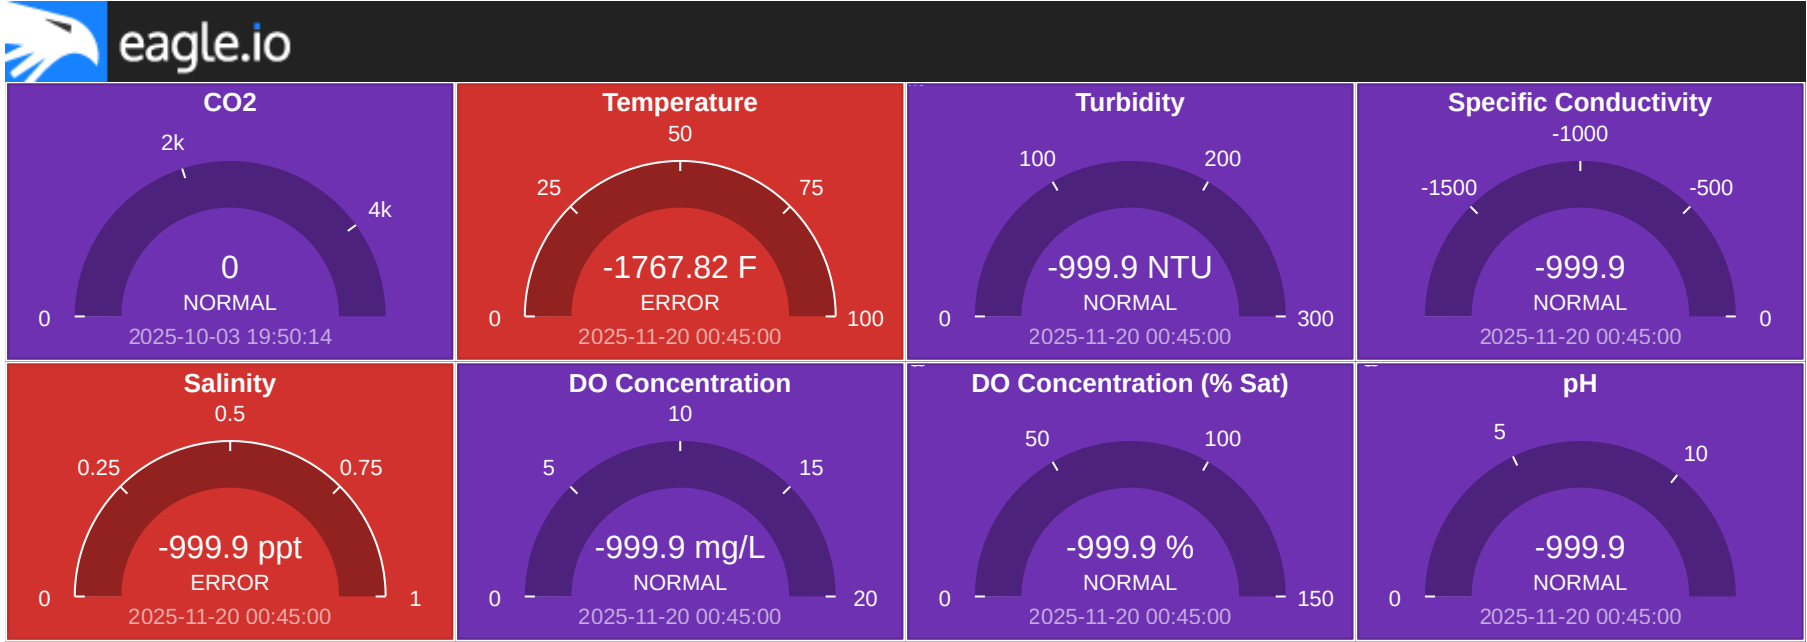 eagle.io
CO2
2k
4k
0
0
NORMAL
2025-10-03 19:50:14
Temperature
50
25
75
0
100
-1767.82 F
ERROR
2025-11-20 00:45:00
Turbidity
100
200
0
300
-999.9 NTU
NORMAL
2025-11-20 00:45:00
Specific Conductivity
-1000
-1500
-500
0
-999.9
NORMAL
2025-11-20 00:45:00
Salinity
0.5
0.25
0.75
0
1
-999.9 ppt
ERROR
2025-11-20 00:45:00
DO Concentration
10
5
15
0
20
-999.9 mg/L
NORMAL
2025-11-20 00:45:00
DO Concentration (% Sat)
50
100
0
150
-999.9 %
NORMAL
2025-11-20 00:45:00
pH
5
10
0
-999.9
NORMAL
2025-11-20 00:45:00